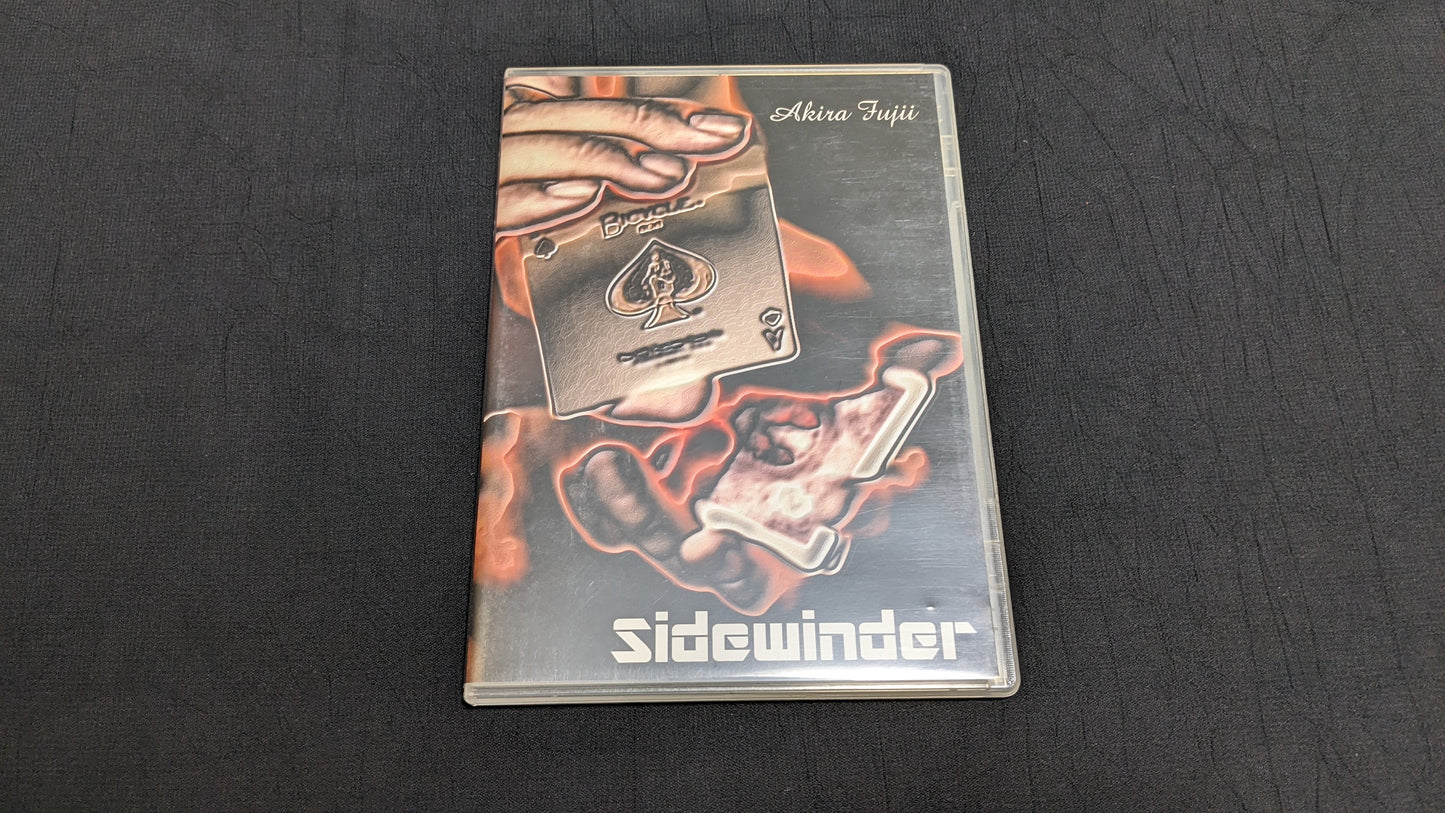 Akira Fujii
BICYCLE
sidewinder